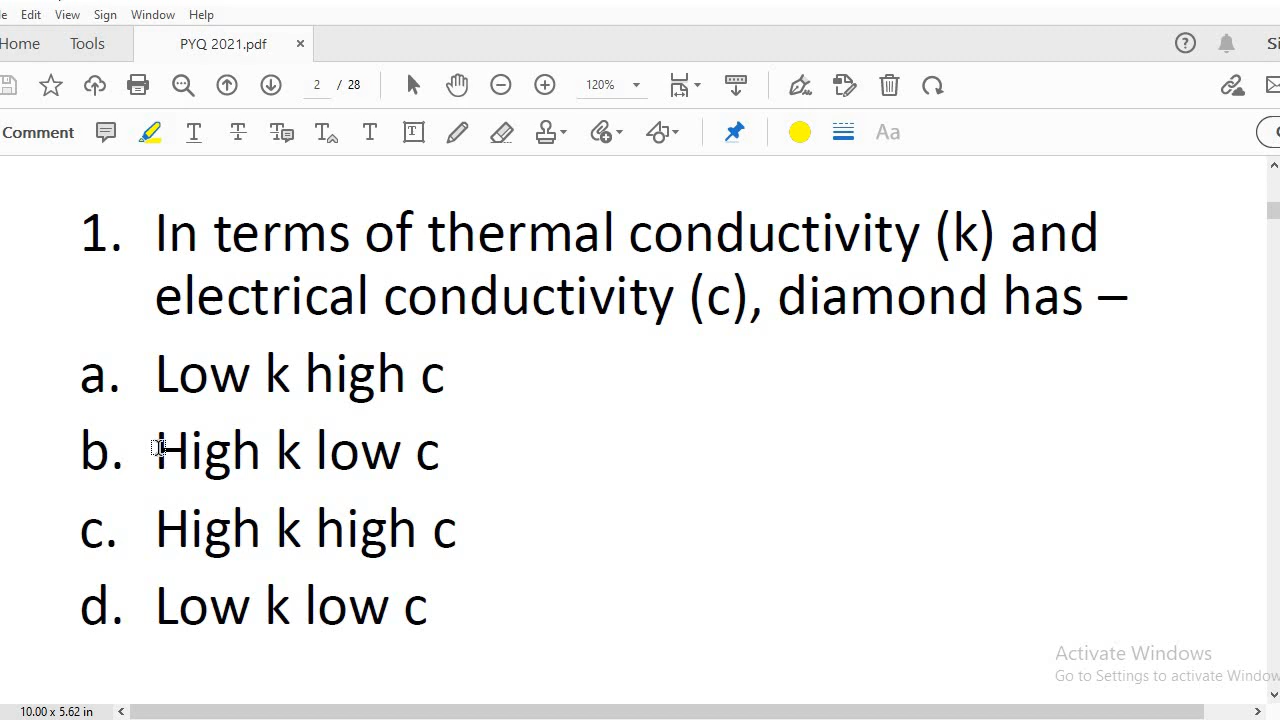 Edit View Sign Window Help
Home Tools PYQ 2021.pdf ×
2 / 28 120%
Comment Aa
1. In terms of thermal conductivity (k) and
electrical conductivity (c), diamond has –
a. Low k high c
b. High k low c
c. High k high c
d. Low k low c
Activate Windows
Go to Settings to activate Window
10.00 x 5.62 in